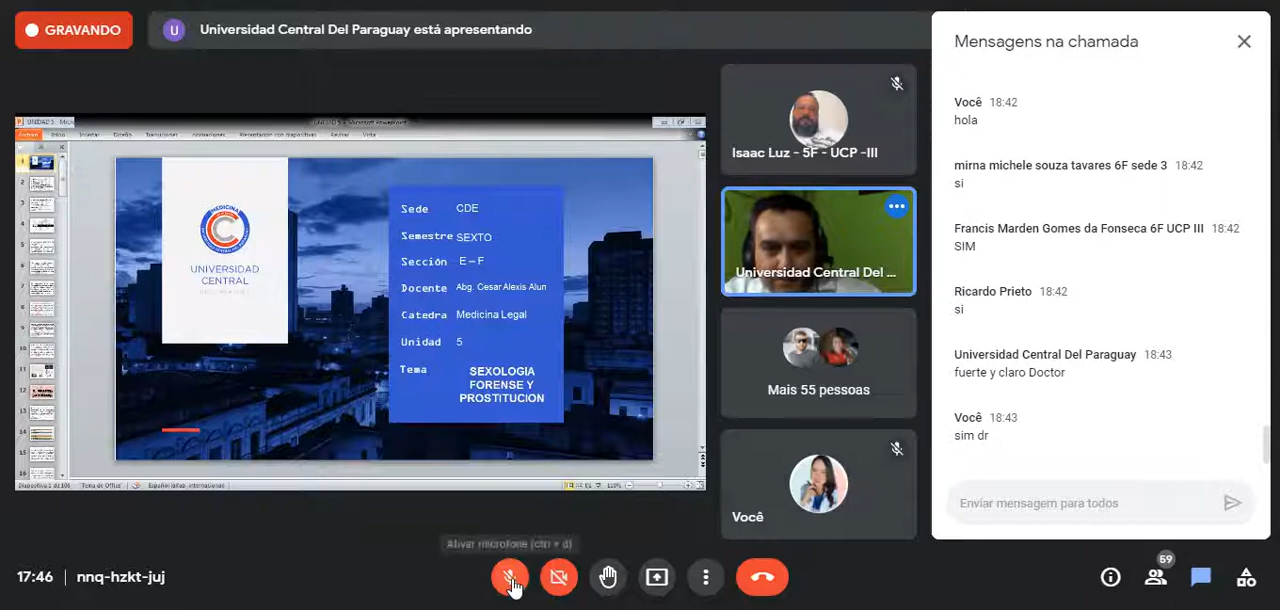 GRAVANDO
U
Universidad Central Del Paraguay está apresentando
UNIVERSIDAD
CENTRAL
Sede CDE
Semestre SEXTO
Sección E-F
Docente Abg. Cesar Alexis Alun
Catedra Medicina Legal
Unidad 5
Tema SEXOLOGIA
FORENSE Y
PROSTITUCION
Isaac Luz - 5F - UCP -III
Universidad Central Del ...
Mais 55 pessoas
Você
Mensagens na chamada
Você 18:42
hola
mirna michele souza tavares 6F sede 3 18:42
si
Francis Marden Gomes da Fonseca 6F UCP III 18:42
SIM
Ricardo Prieto 18:42
si
Universidad Central Del Paraguay 18:43
fuerte y claro Doctor
Você 18:43
sim dr
Enviar mensagem para todos
Ativar microfone (ctrl + d)
17:46 | nnq-hzkt-juj
59